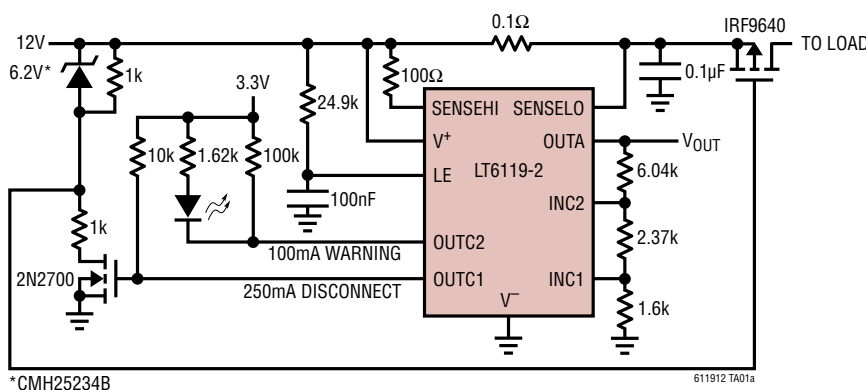 0.1Ω
IRF9640
12V
TO LOAD
6.2V*
1k
100Ω
0.1µF
3.3V
24.9k
SENSEHI
SENSELO
V+
OUTA
VOUT
10k
1.62k
100k
LT6119-2
6.04k
LE
100nF
INC2
1k
OUTC2
2.37k
100mA WARNING
2N2700
OUTC1
INC1
250mA DISCONNECT
V–
1.6k
*CMH25234B
611912 TA01a